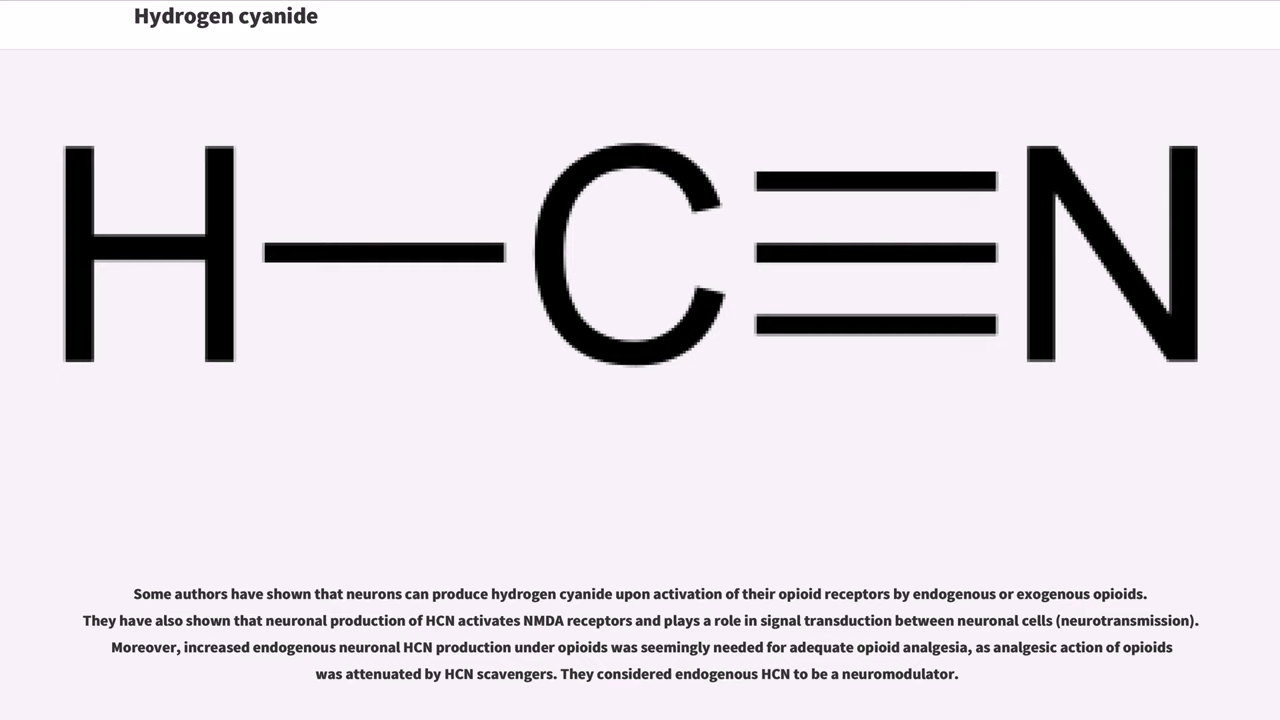 Hydrogen cyanide
H—C≡N
Some authors have shown that neurons can produce hydrogen cyanide upon activation of their opioid receptors by endogenous or exogenous opioids.
They have also shown that neuronal production of HCN activates NMDA receptors and plays a role in signal transduction between neuronal cells (neurotransmission).
Moreover, increased endogenous neuronal HCN production under opioids was seemingly needed for adequate opioid analgesia, as analgesic action of opioids
was attenuated by HCN scavengers. They considered endogenous HCN to be a neuromodulator.